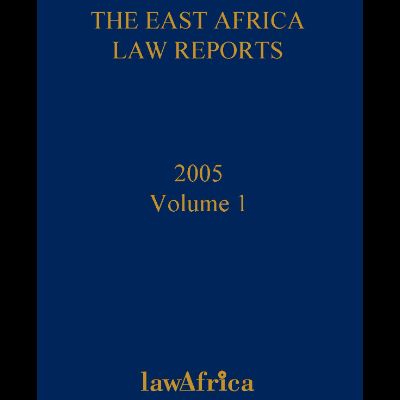 THE EAST AFRICA
LAW REPORTS
2005
Volume 1
lawAfrica